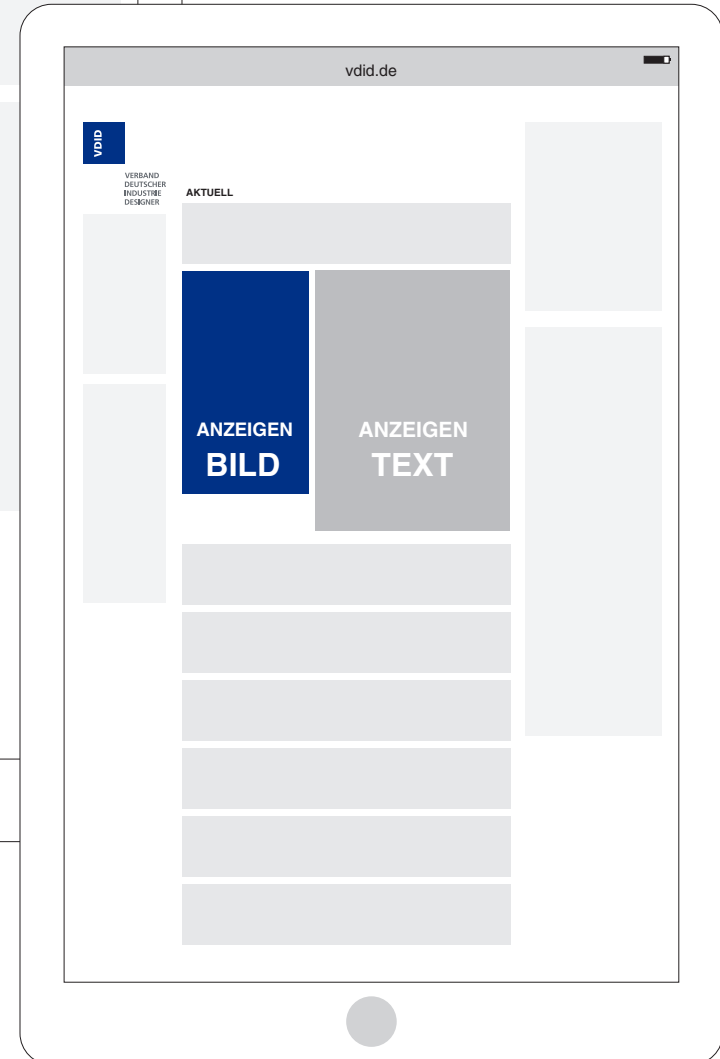 vdid.de
VDID
VERBAND
DEUTSCHER
INDUSTRIE
DESIGNER
AKTUELL
ANZEIGEN
BILD
ANZEIGEN
TEXT